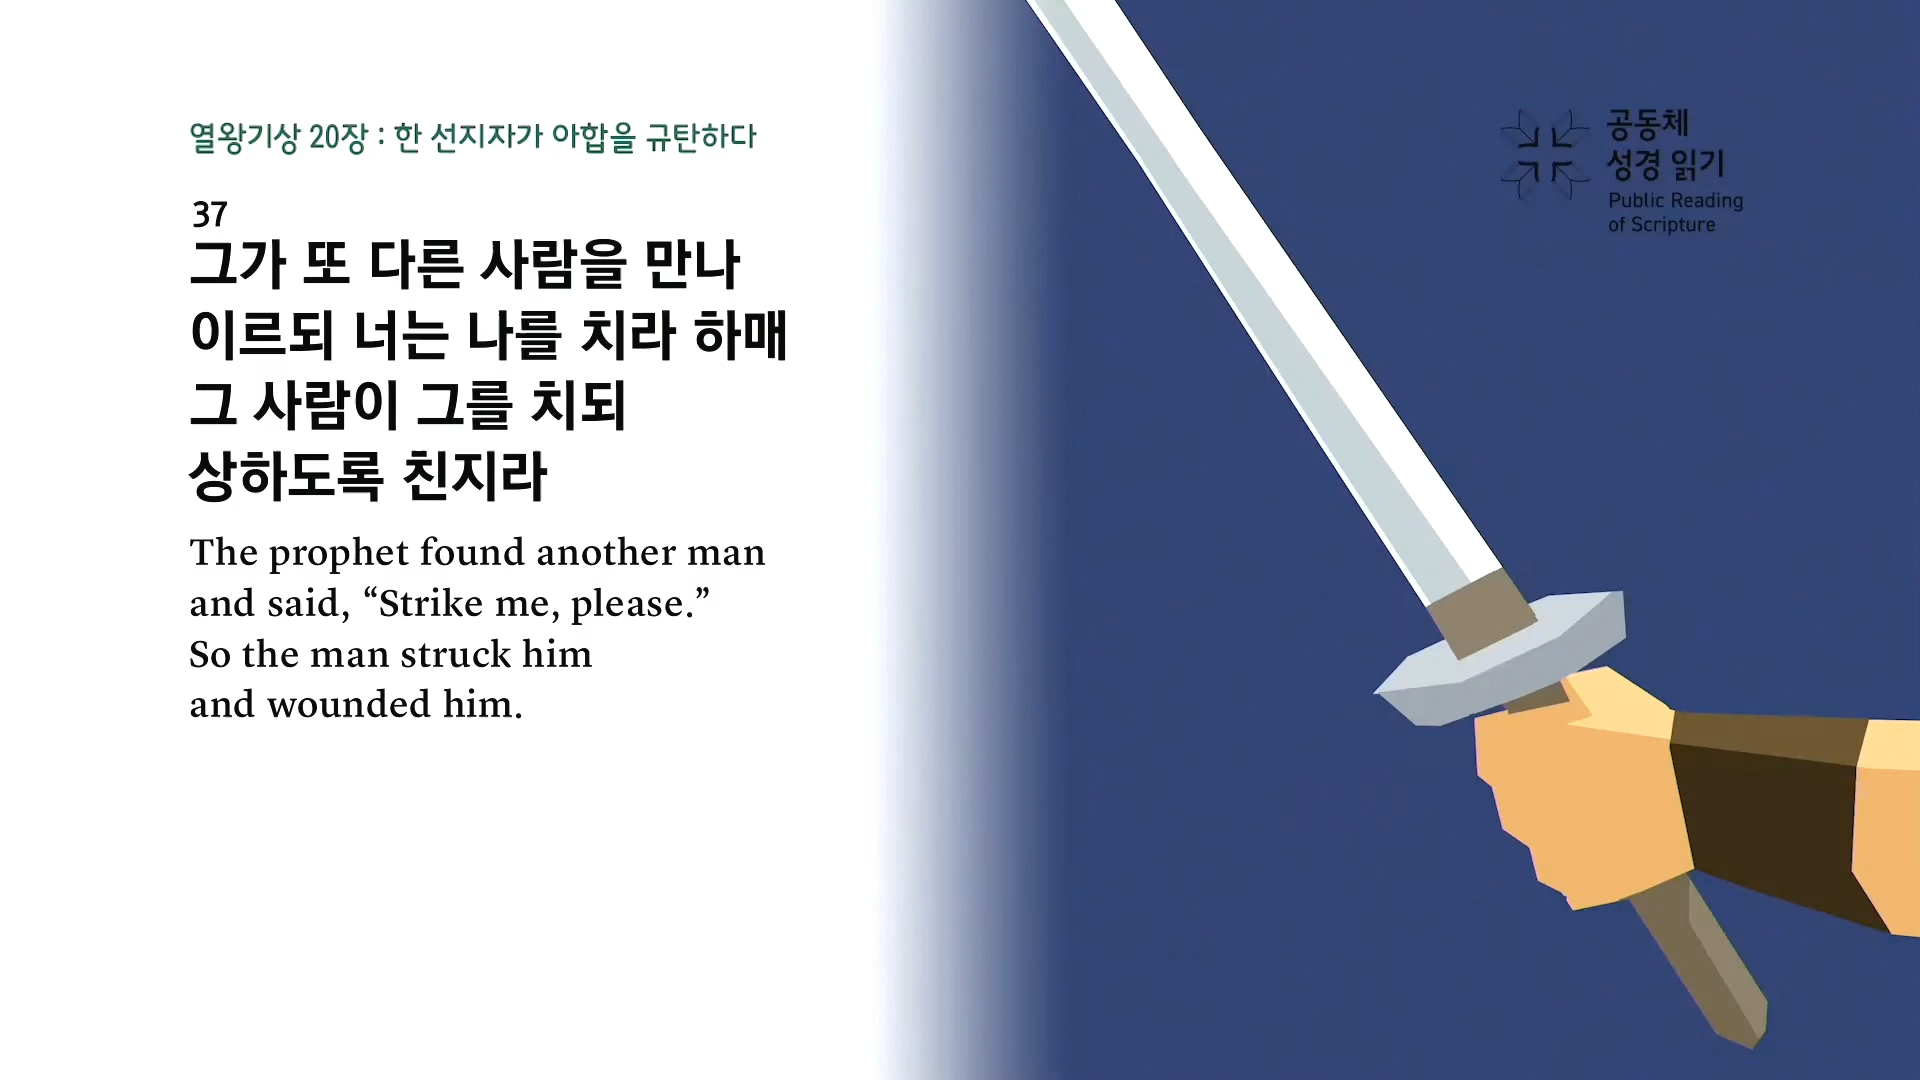 열왕기상 20장 : 한 선지자가 아합을 규탄하다
37
그가 또 다른 사람을 만나
이르되 너는 나를 치라 하매
그 사람이 그를 치되
상하도록 친지라
The prophet found another man
and said, “Strike me, please.”
So the man struck him
and wounded him.
공동체
성경 읽기
Public Reading
of Scripture